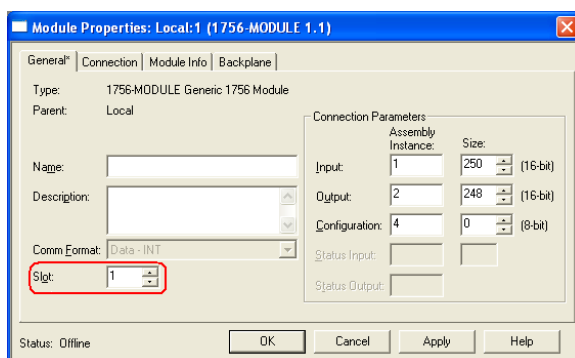 Module Properties: Local:1 (1756-MODULE 1.1)
General* Connection Module Info Backplane
Type: 1756-MODULE Generic 1756 Module
Parent: Local
Connection Parameters
Assembly Instance: Size:
Name: Input: 1 250 (16-bit)
Description: Output: 2 248 (16-bit)
Configuration: 4 0 (8-bit)
Comm Format: Data - INT Status Input:
Slot: 1
Status Output:
Status: Offline OK Cancel Apply Help